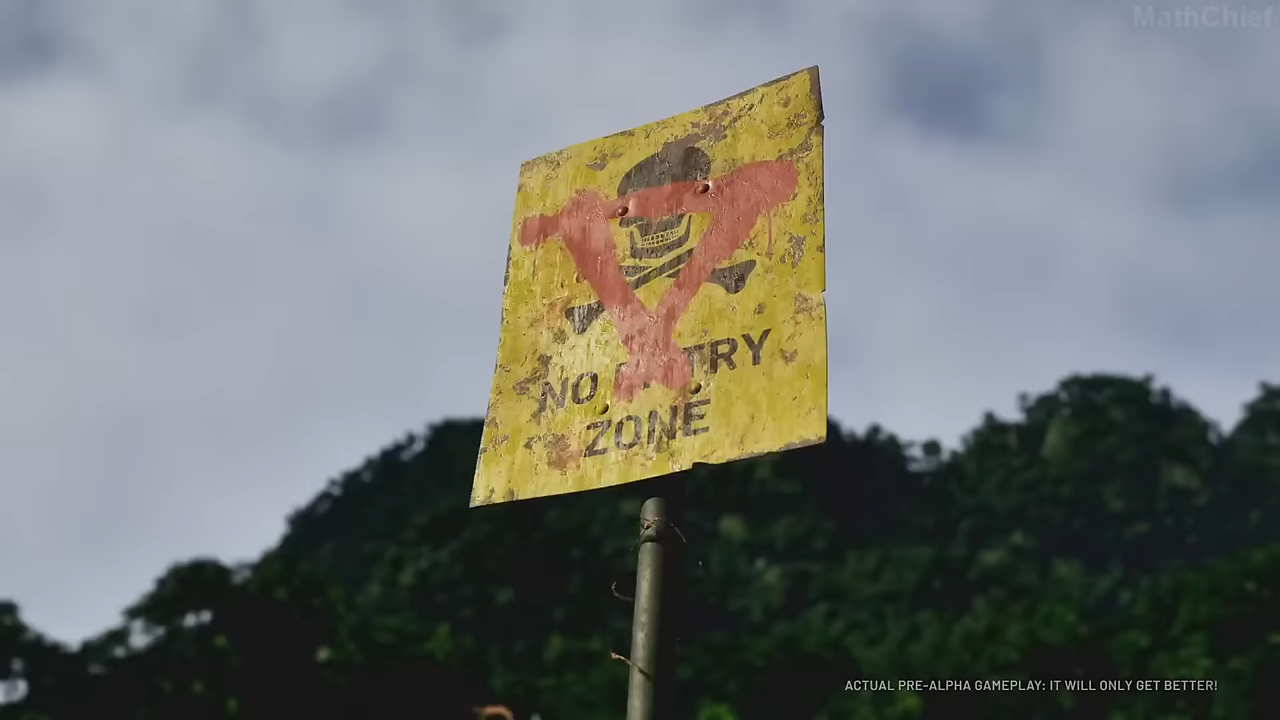 MathChief
NO TRY
ZONE
ACTUAL PRE-ALPHA GAMEPLAY: IT WILL ONLY GET BETTER!